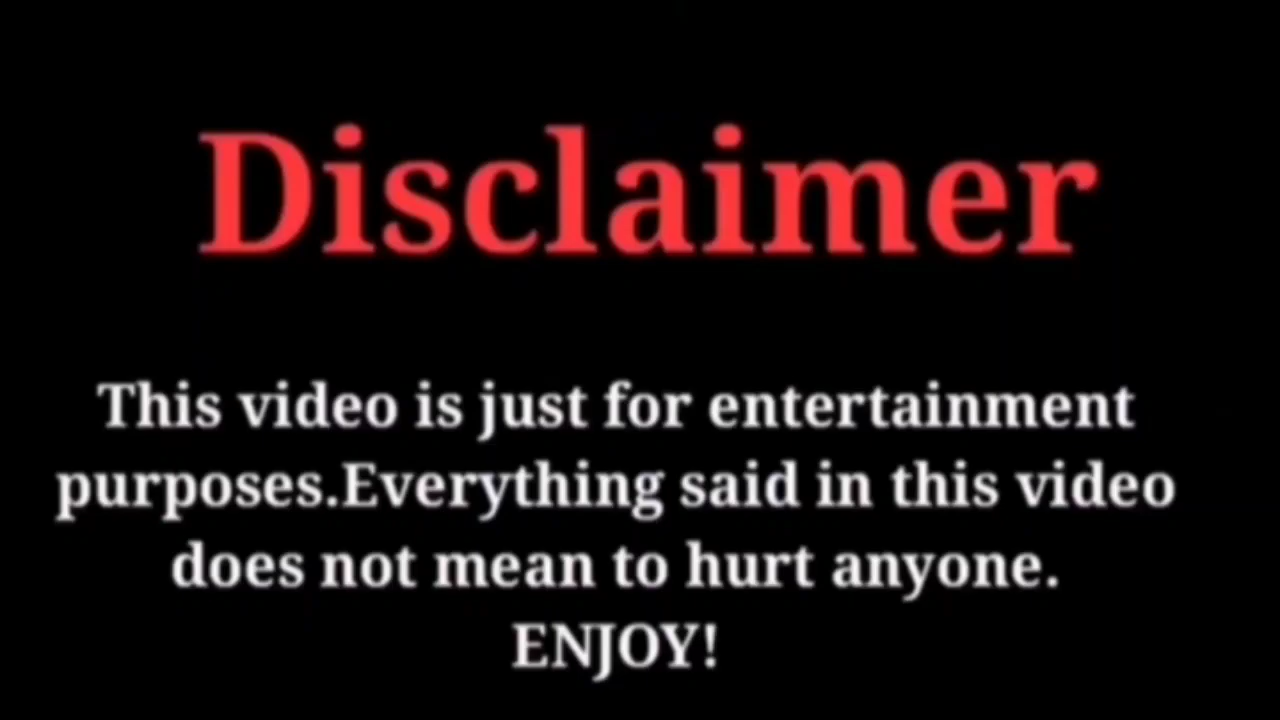 Disclaimer
This video is just for entertainment
purposes.Everything said in this video
does not mean to hurt anyone.
ENJOY!